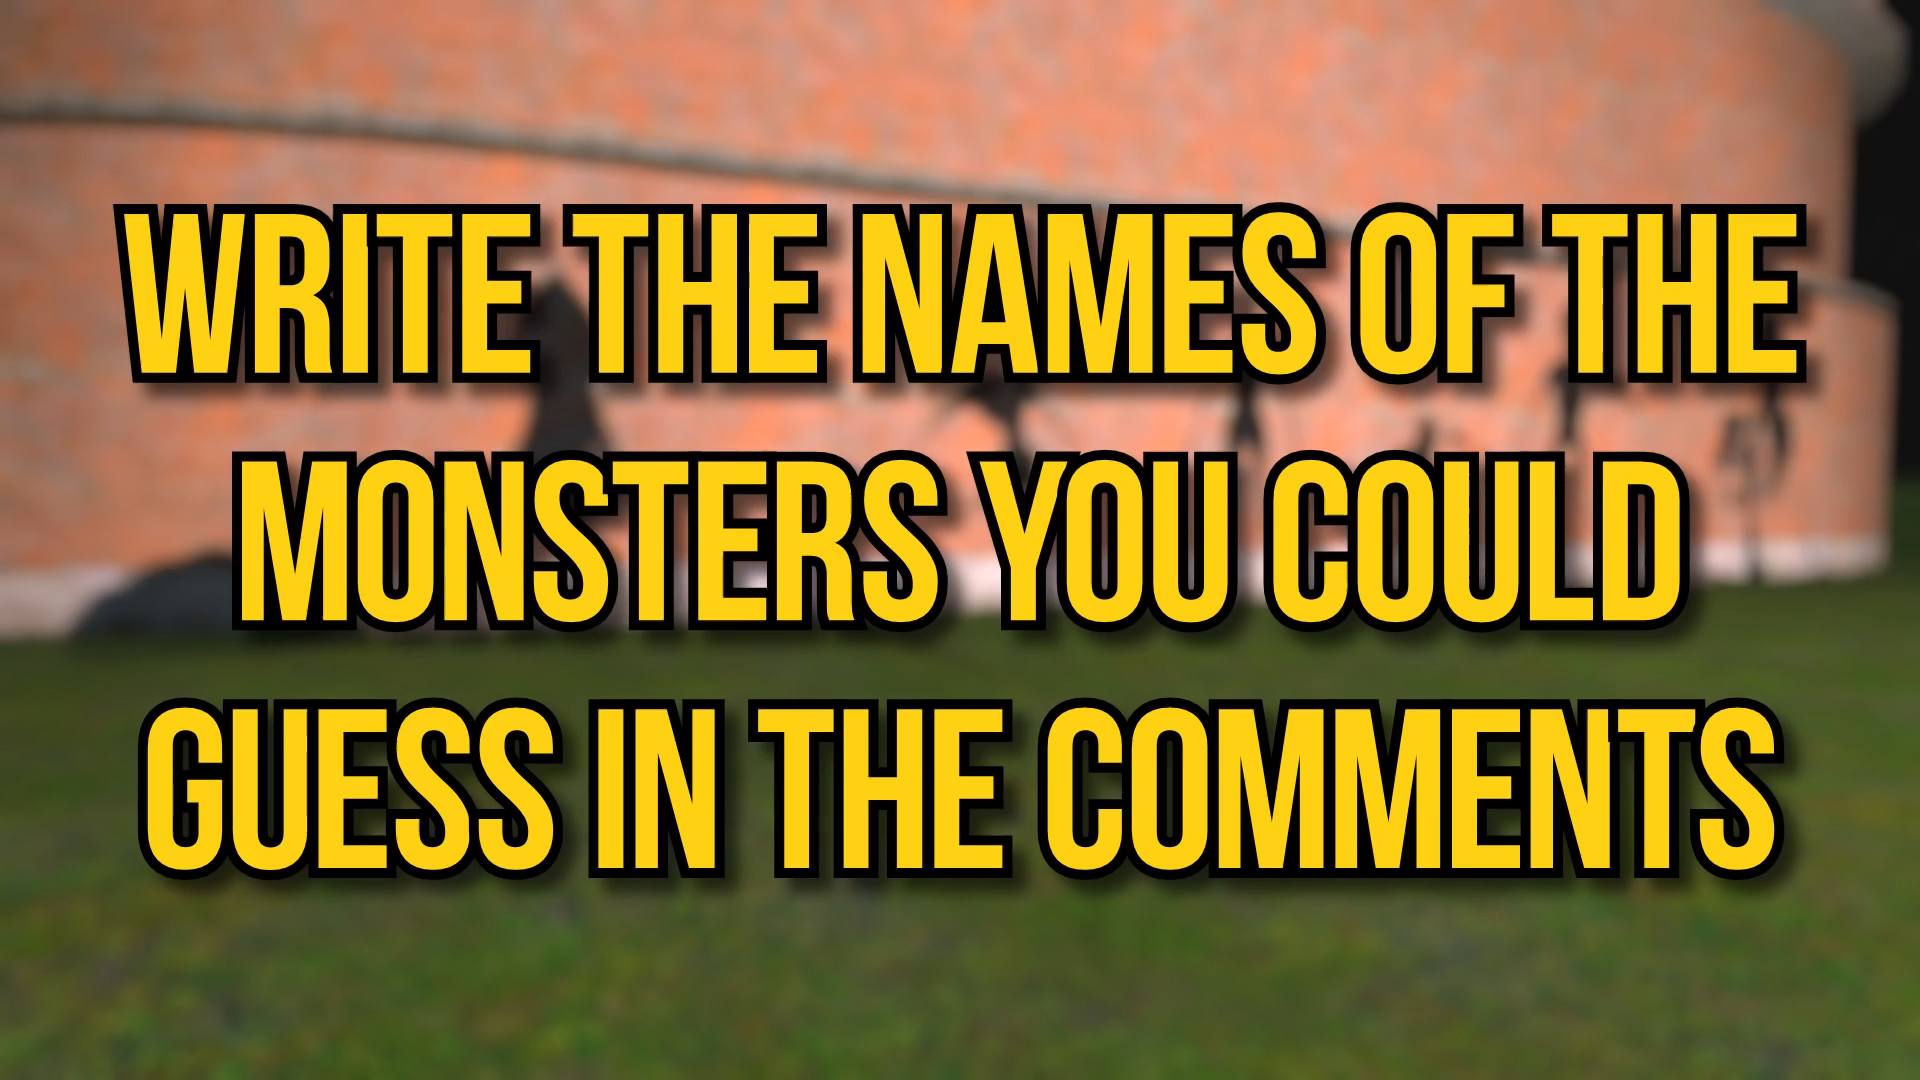 WRITE THE NAMES OF THE
MONSTERS YOU COULD
GUESS IN THE COMMENTS